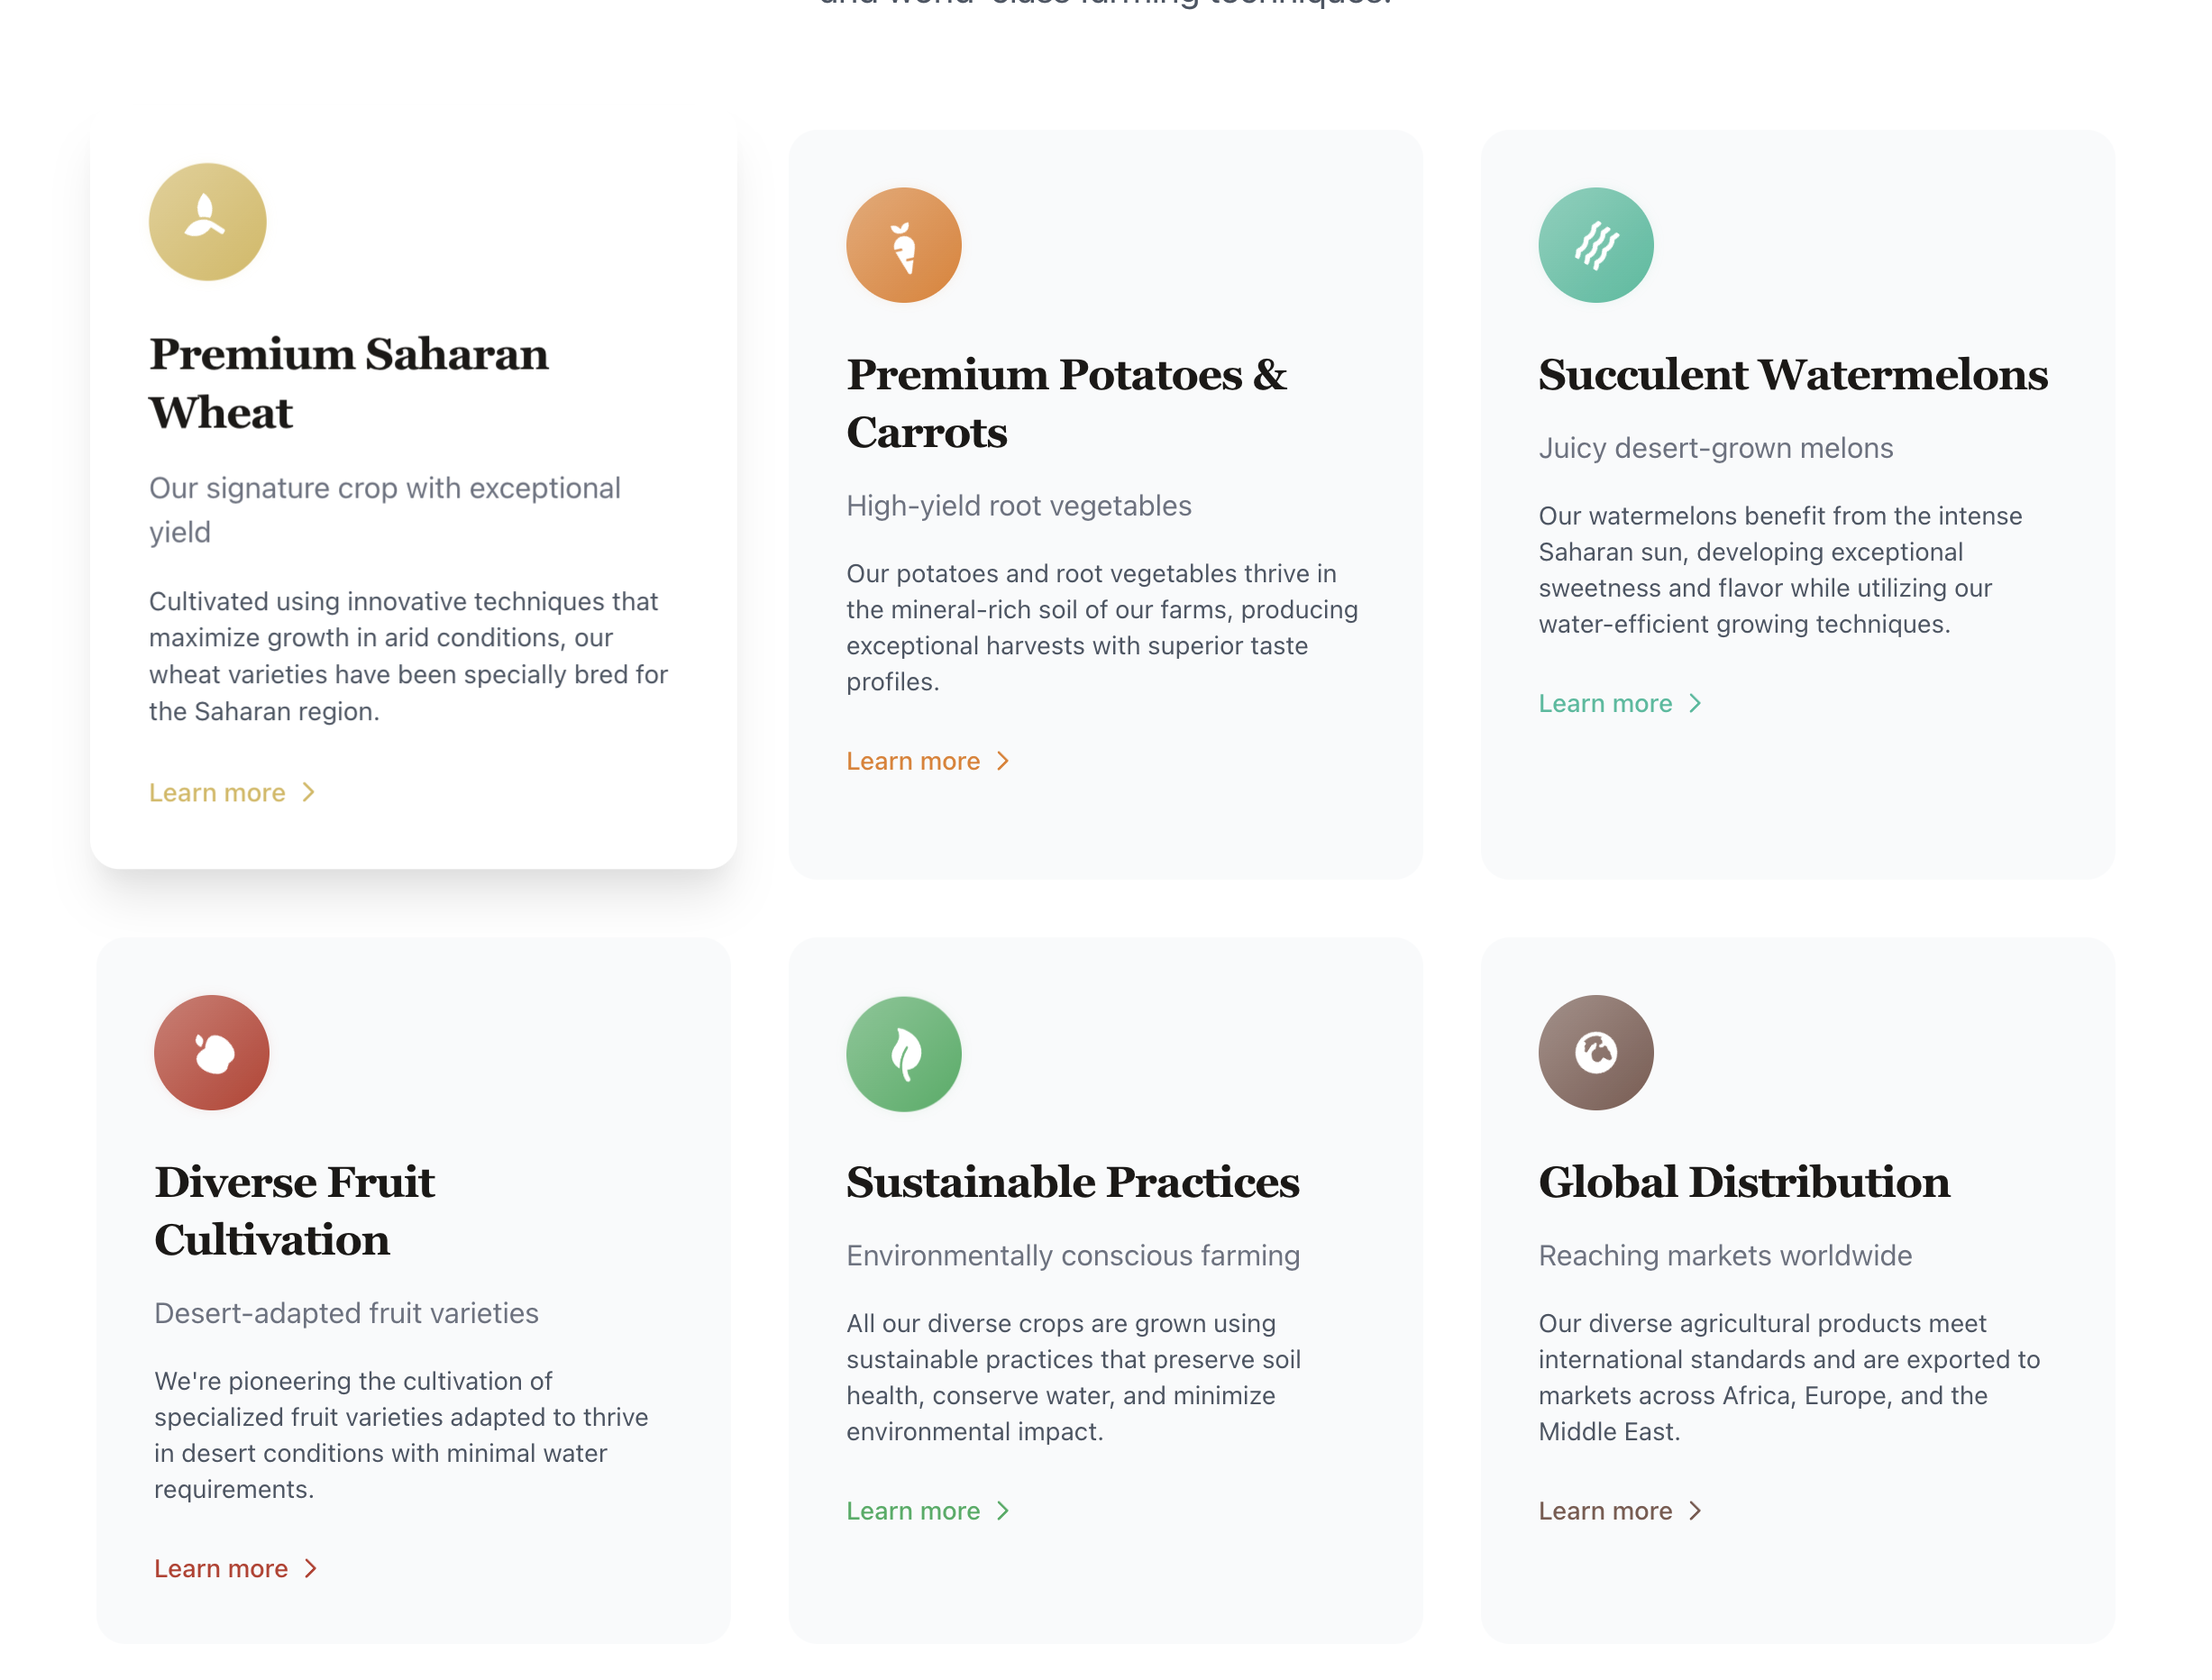 and world-class farming techniques.
Premium Saharan
Wheat
Our signature crop with exceptional
yield
Cultivated using innovative techniques that
maximize growth in arid conditions, our
wheat varieties have been specially bred for
the Saharan region.
Learn more
Premium Potatoes &
Carrots
High-yield root vegetables
Our potatoes and root vegetables thrive in
the mineral-rich soil of our farms, producing
exceptional harvests with superior taste
profiles.
Learn more
Succulent Watermelons
Juicy desert-grown melons
Our watermelons benefit from the intense
Saharan sun, developing exceptional
sweetness and flavor while utilizing our
water-efficient growing techniques.
Learn more
Diverse Fruit
Cultivation
Desert-adapted fruit varieties
We're pioneering the cultivation of
specialized fruit varieties adapted to thrive
in desert conditions with minimal water
requirements.
Learn more
Sustainable Practices
Environmentally conscious farming
All our diverse crops are grown using
sustainable practices that preserve soil
health, conserve water, and minimize
environmental impact.
Learn more
Global Distribution
Reaching markets worldwide
Our diverse agricultural products meet
international standards and are exported to
markets across Africa, Europe, and the
Middle East.
Learn more